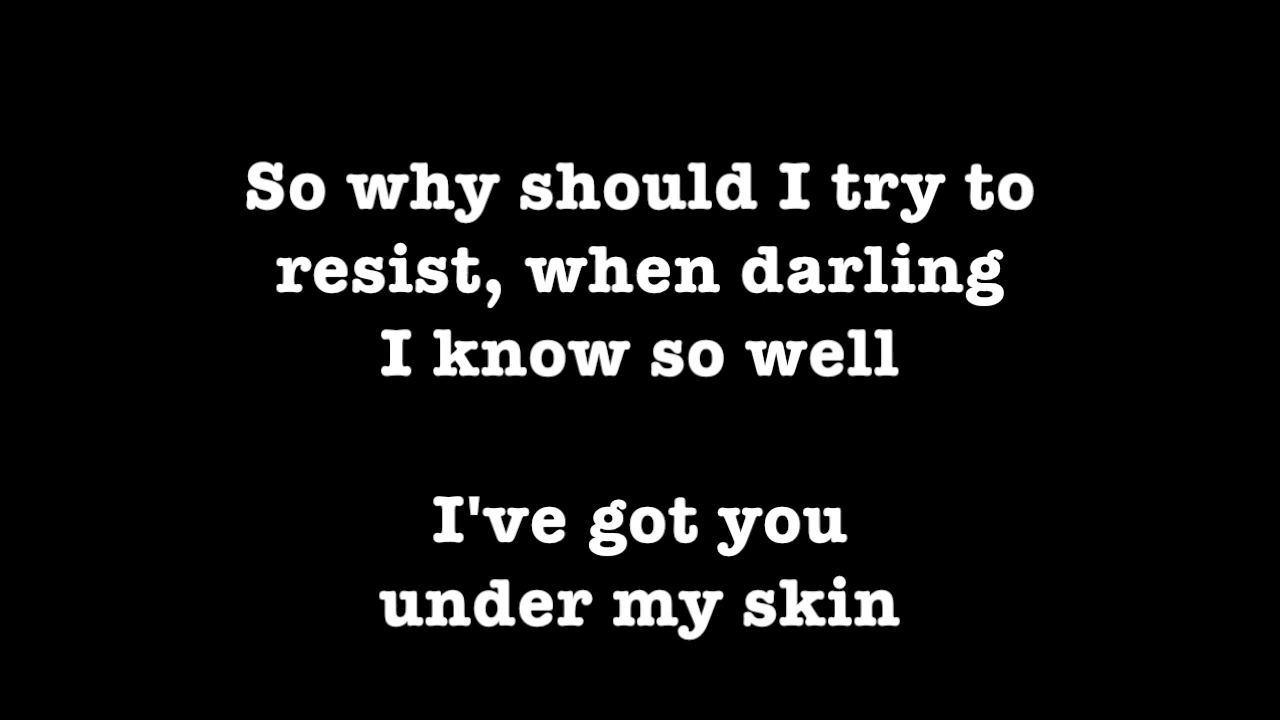 So why should I try to
resist, when darling
I know so well
I've got you
under my skin